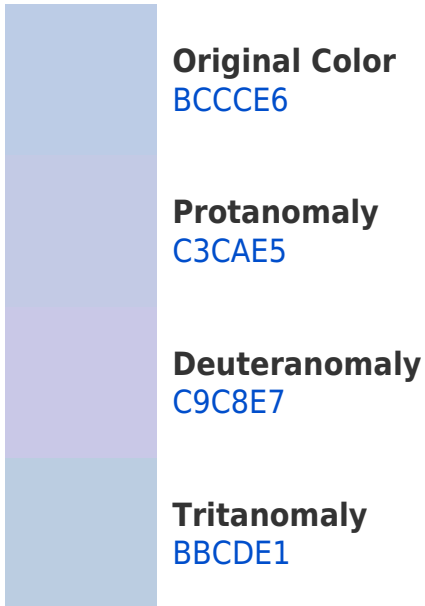 Original Color
BCCCE6
Protanomaly
C3CAE5
Deuteranomaly
C9C8E7
Tritanomaly
BBCDE1